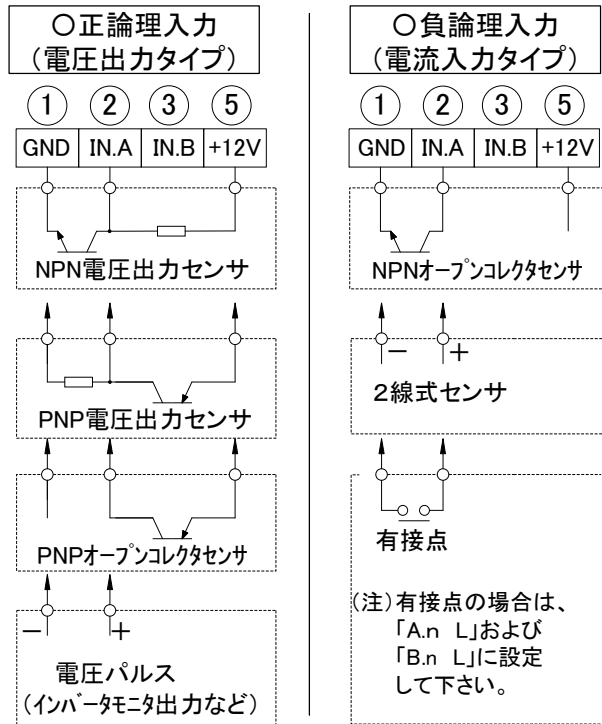 ○正論理入力
(電圧出力タイプ)
① ② ③ ⑤
GND IN.A IN.B +12V
NPN電圧出力センサ
PNP電圧出力センサ
PNPオープンコレクタセンサ
− +
電圧パルス
(インバータモニタ出力など)
○負論理入力
(電流入力タイプ)
① ② ③ ⑤
GND IN.A IN.B +12V
NPNオープンコレクタセンサ
− +
2線式センサ
有接点
(注)有接点の場合は、
「A.n L」および
「B.n L」に設定
して下さい。